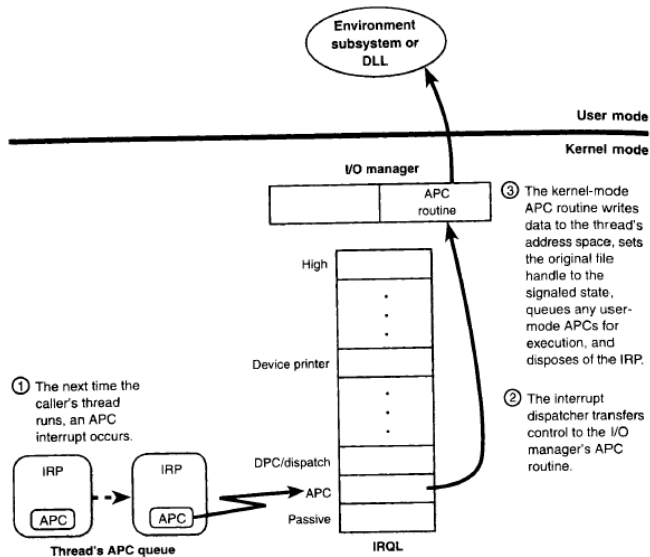 Environment
subsystem or
DLL
User mode
Kernel mode
I/O manager
APC
routine
③ The kernel-mode
APC routine writes
data to the thread's
address space, sets
the original file
handle to the
signaled state,
queues any user-
mode APCs for
execution, and
disposes of the IRP.
High
Device printer
① The next time the
caller's thread
runs, an APC
interrupt occurs.
② The interrupt
dispatcher transfers
control to the I/O
manager's APC
routine.
IRP
IRP
DPC/dispatch
APC
APC
APC
Passive
Thread's APC queue
IRQL